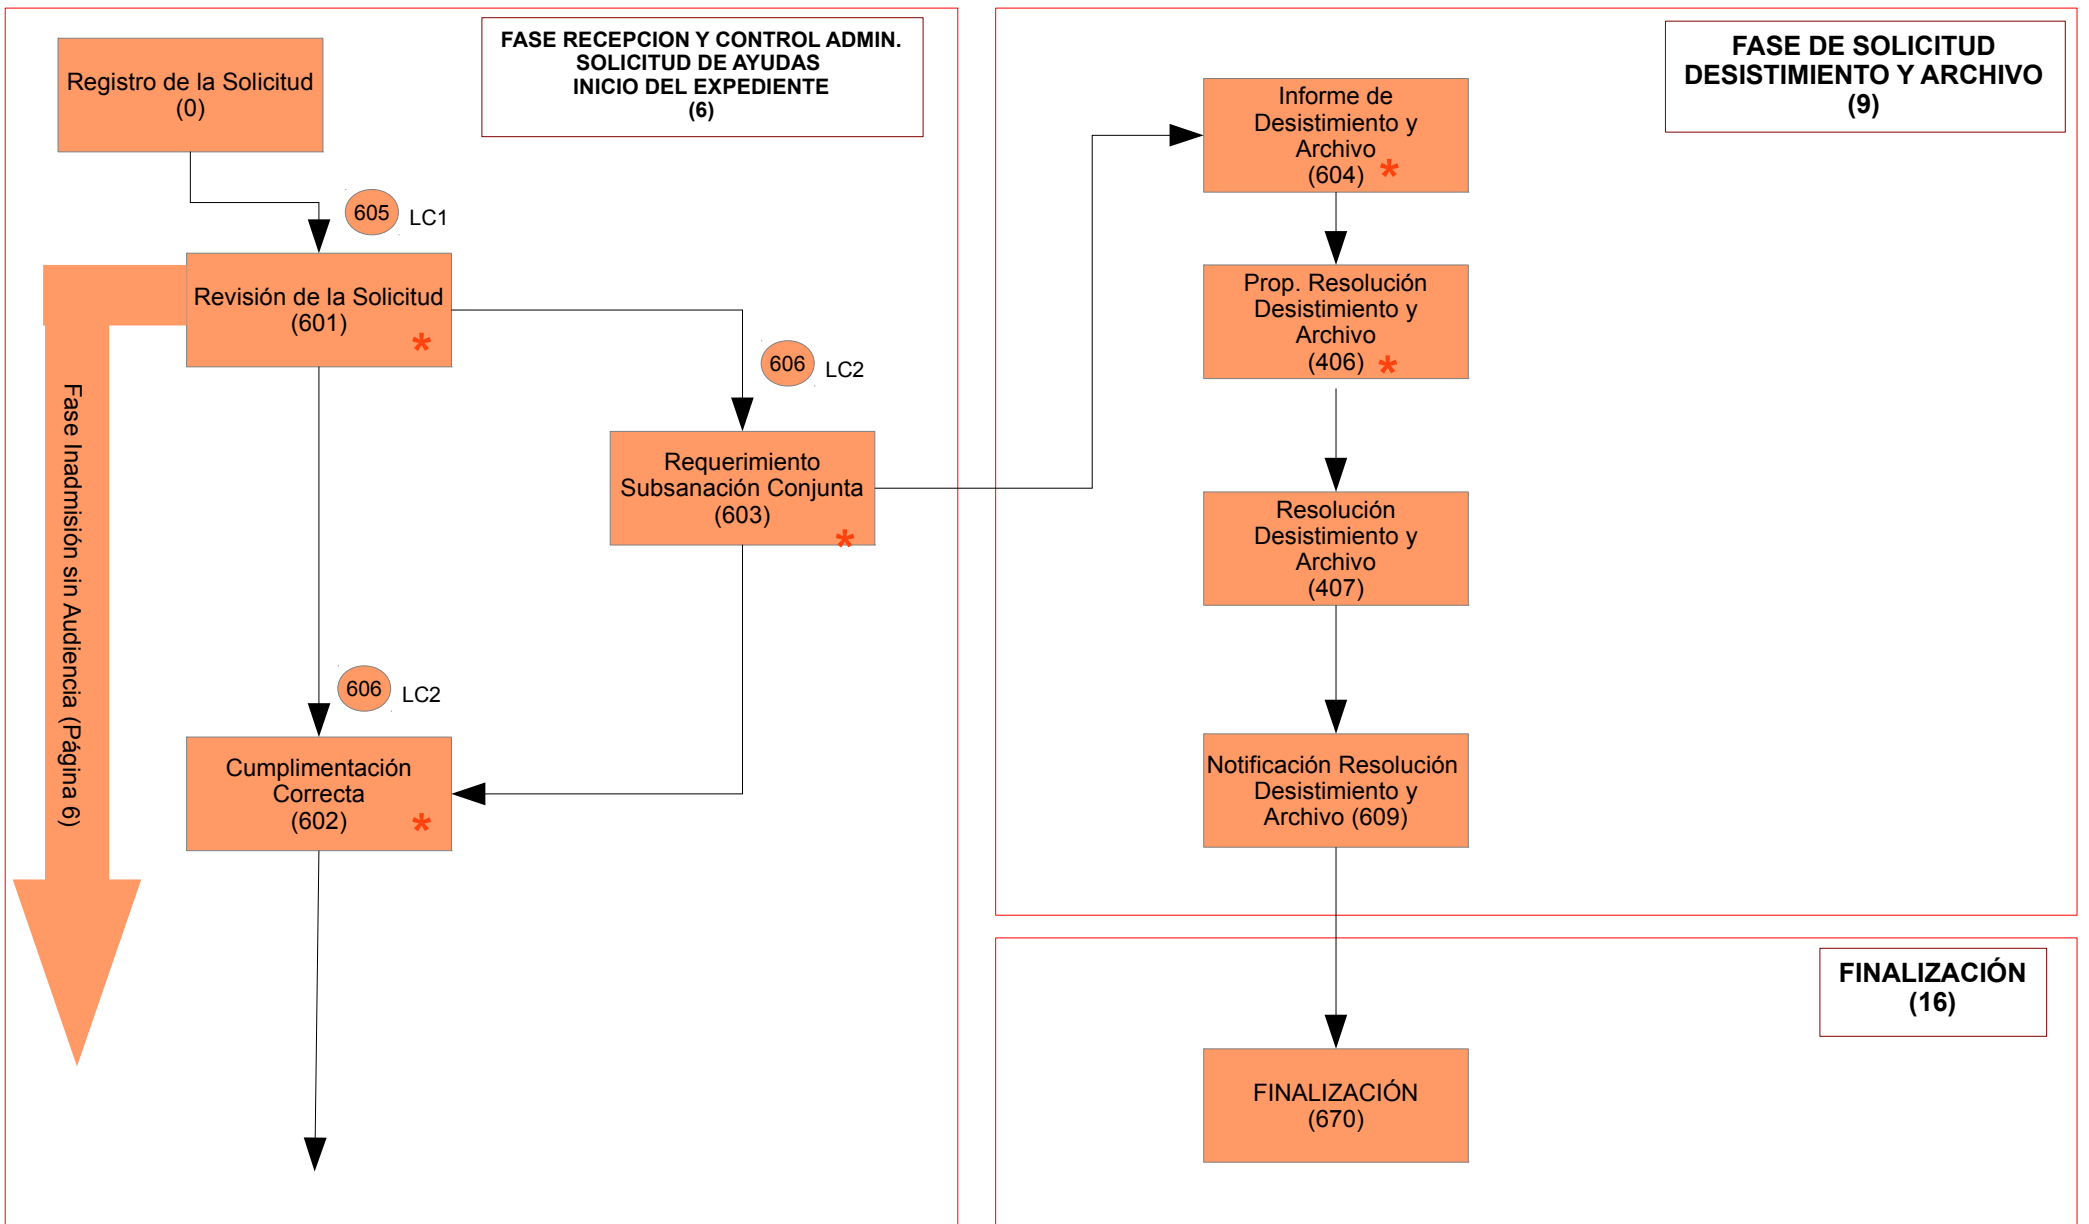 FASE RECEPCION Y CONTROL ADMIN.
SOLICITUD DE AYUDAS
INICIO DEL EXPEDIENTE
(6)
Registro de la Solicitud
(0)
605
LC1
Revisión de la Solicitud
(601)
*
606
LC2
Requerimiento
Subsanación Conjunta
(603)
*
Fase Inadmisión sin Audiencia (Página 6)
606
LC2
Cumplimentación
Correcta
(602)
*
FASE DE SOLICITUD
DESISTIMIENTO Y ARCHIVO
(9)
Informe de
Desistimiento y
Archivo
(604) *
Prop. Resolución
Desistimiento y
Archivo
(406) *
Resolución
Desistimiento y
Archivo
(407)
Notificación Resolución
Desistimiento y
Archivo (609)
FINALIZACIÓN
(16)
FINALIZACIÓN
(670)